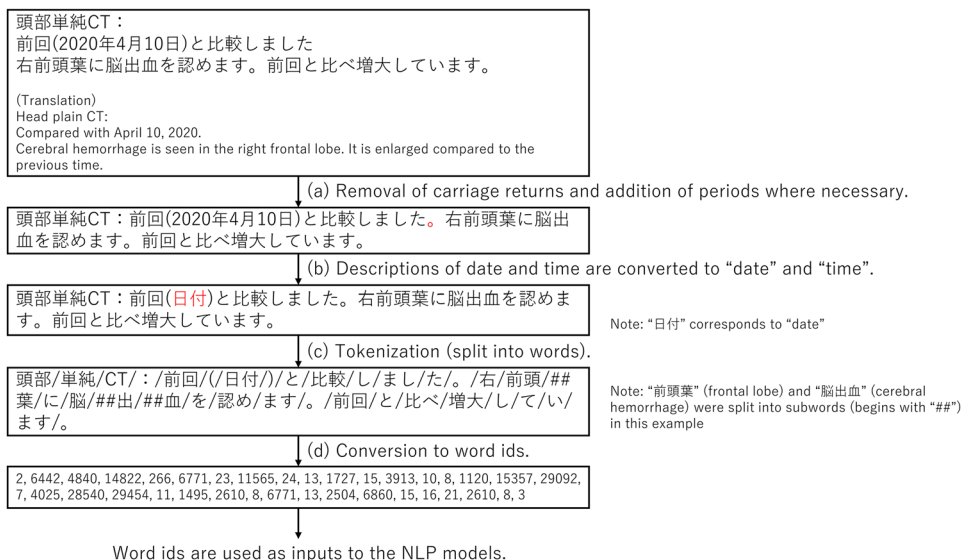 頭部単純CT：
前回(2020年4月10日)と比較しました
右前頭葉に脳出血を認めます。前回と比べ増大しています。
(Translation)
Head plain CT:
Compared with April 10, 2020.
Cerebral hemorrhage is seen in the right frontal lobe. It is enlarged compared to the
previous time.
(a) Removal of carriage returns and addition of periods where necessary.
頭部単純CT：前回(2020年4月10日)と比較しました。右前頭葉に脳出
血を認めます。前回と比べ増大しています。
(b) Descriptions of date and time are converted to “date” and “time”.
頭部単純CT：前回(日付)と比較しました。右前頭葉に脳出血を認めま
す。前回と比べ増大しています。
Note: “日付” corresponds to “date”
(c) Tokenization (split into words).
頭部/単純/CT/：/前回/(/日付/)/と/比較/し/まし/た/。/右/前頭/##
葉/に/脳/##出/##血/を/認め/ます/。/前回/と/比べ/増大/し/て/い/
ます/。
Note: “前頭葉” (frontal lobe) and “脳出血” (cerebral
hemorrhage) were split into subwords (begins with “##”)
in this example
(d) Conversion to word ids.
2, 6442, 4840, 14822, 266, 6771, 23, 11565, 24, 13, 1727, 15, 3913, 10, 8, 1120, 15357, 29092,
7, 4025, 28540, 29454, 11, 1495, 2610, 8, 6771, 13, 2504, 6860, 15, 16, 21, 2610, 8, 3
Word ids are used as inputs to the NLP models.